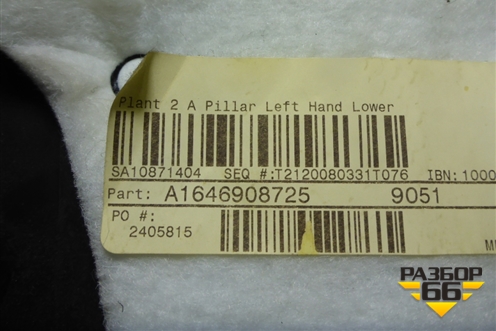 Plant 2 A Pillar Left Hand Lower
SA10871404 SEQ #:T2120080331T076 IBN:1000
Part: A1646908725 9051
PO #:
2405815
РАЗБОР
66